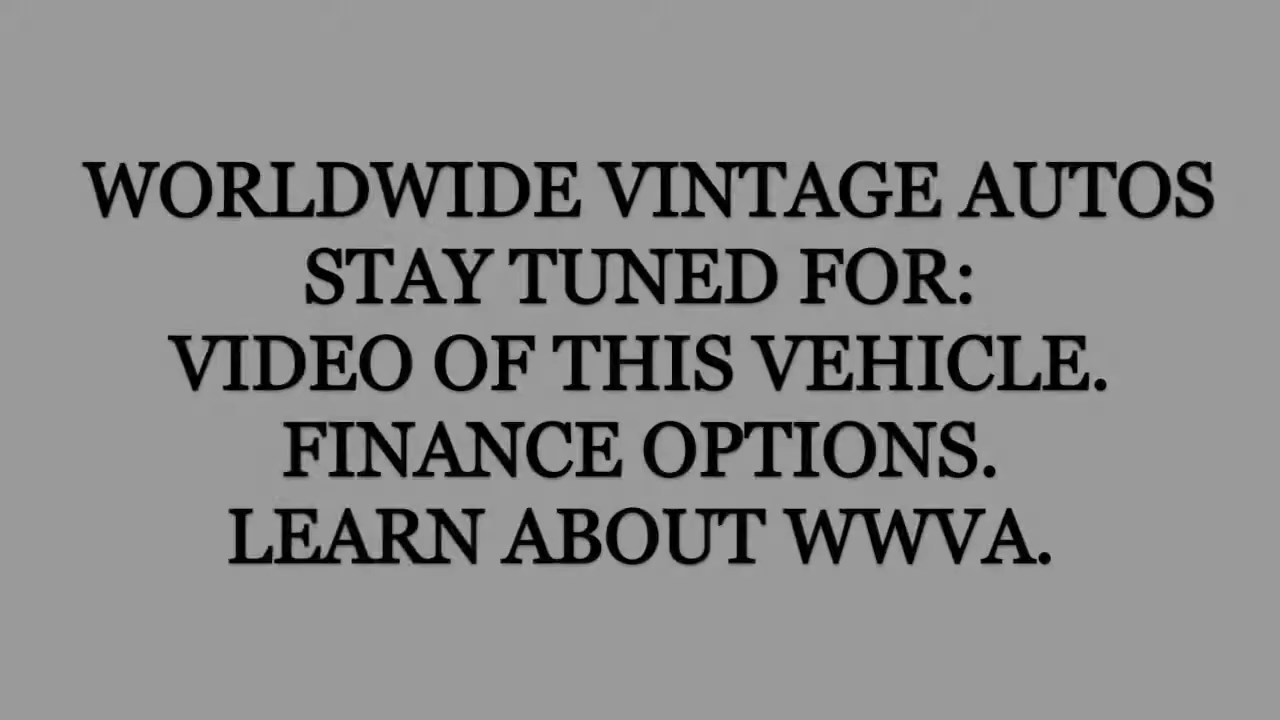 WORLDWIDE VINTAGE AUTOS
STAY TUNED FOR:
VIDEO OF THIS VEHICLE.
FINANCE OPTIONS.
LEARN ABOUT WWVA.